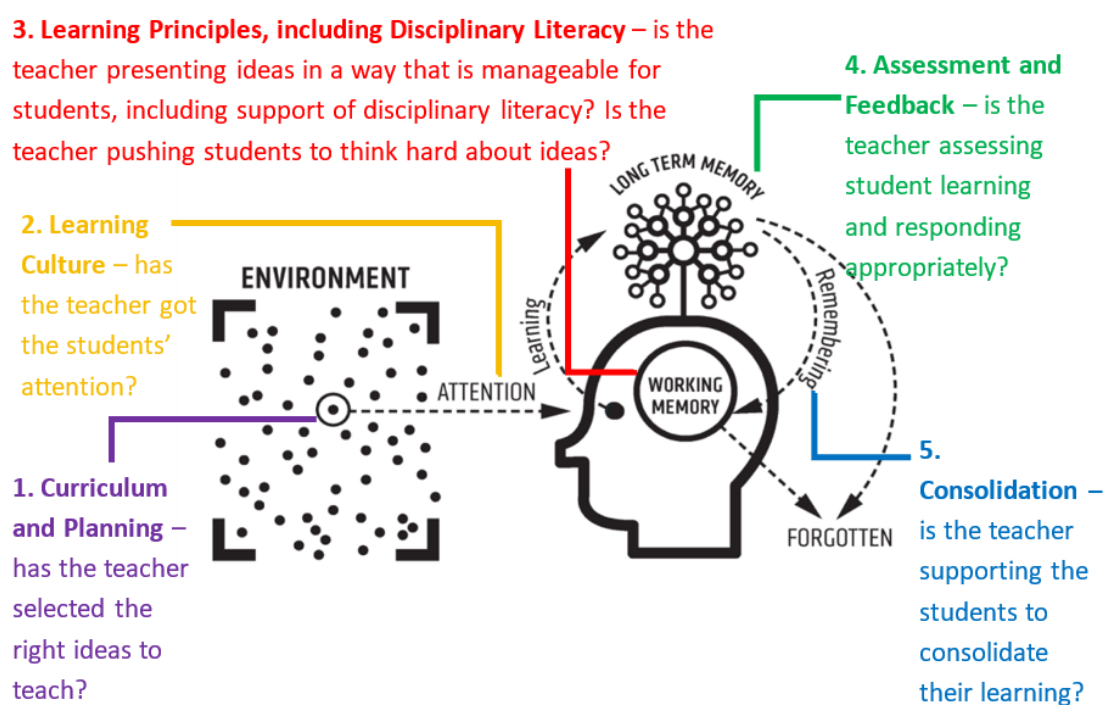 3. Learning Principles, including Disciplinary Literacy – is the
teacher presenting ideas in a way that is manageable for
students, including support of disciplinary literacy? Is the
teacher pushing students to think hard about ideas?
4. Assessment and
Feedback – is the
teacher assessing
student learning
and responding
appropriately?
2. Learning
Culture – has
the teacher got
the students’
attention?
ENVIRONMENT
ATTENTION
Learning
LONG TERM MEMORY
Remembering
WORKING
MEMORY
FORGOTTEN
1. Curriculum
and Planning –
has the teacher
selected the
right ideas to
teach?
5.
Consolidation –
is the teacher
supporting the
students to
consolidate
their learning?